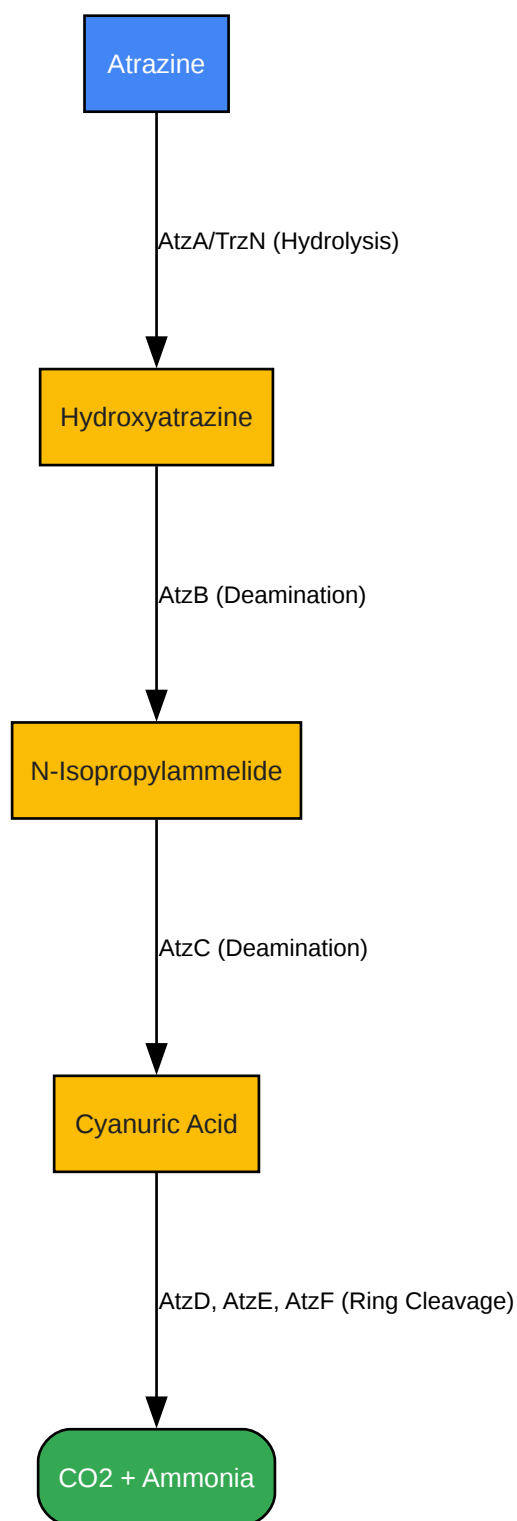 Atrazine
AtzA/TrzN (Hydrolysis)
Hydroxyatrazine
AtzB (Deamination)
N-Isopropylammelide
AtzC (Deamination)
Cyanuric Acid
AtzD, AtzE, AtzF (Ring Cleavage)
CO2 + Ammonia